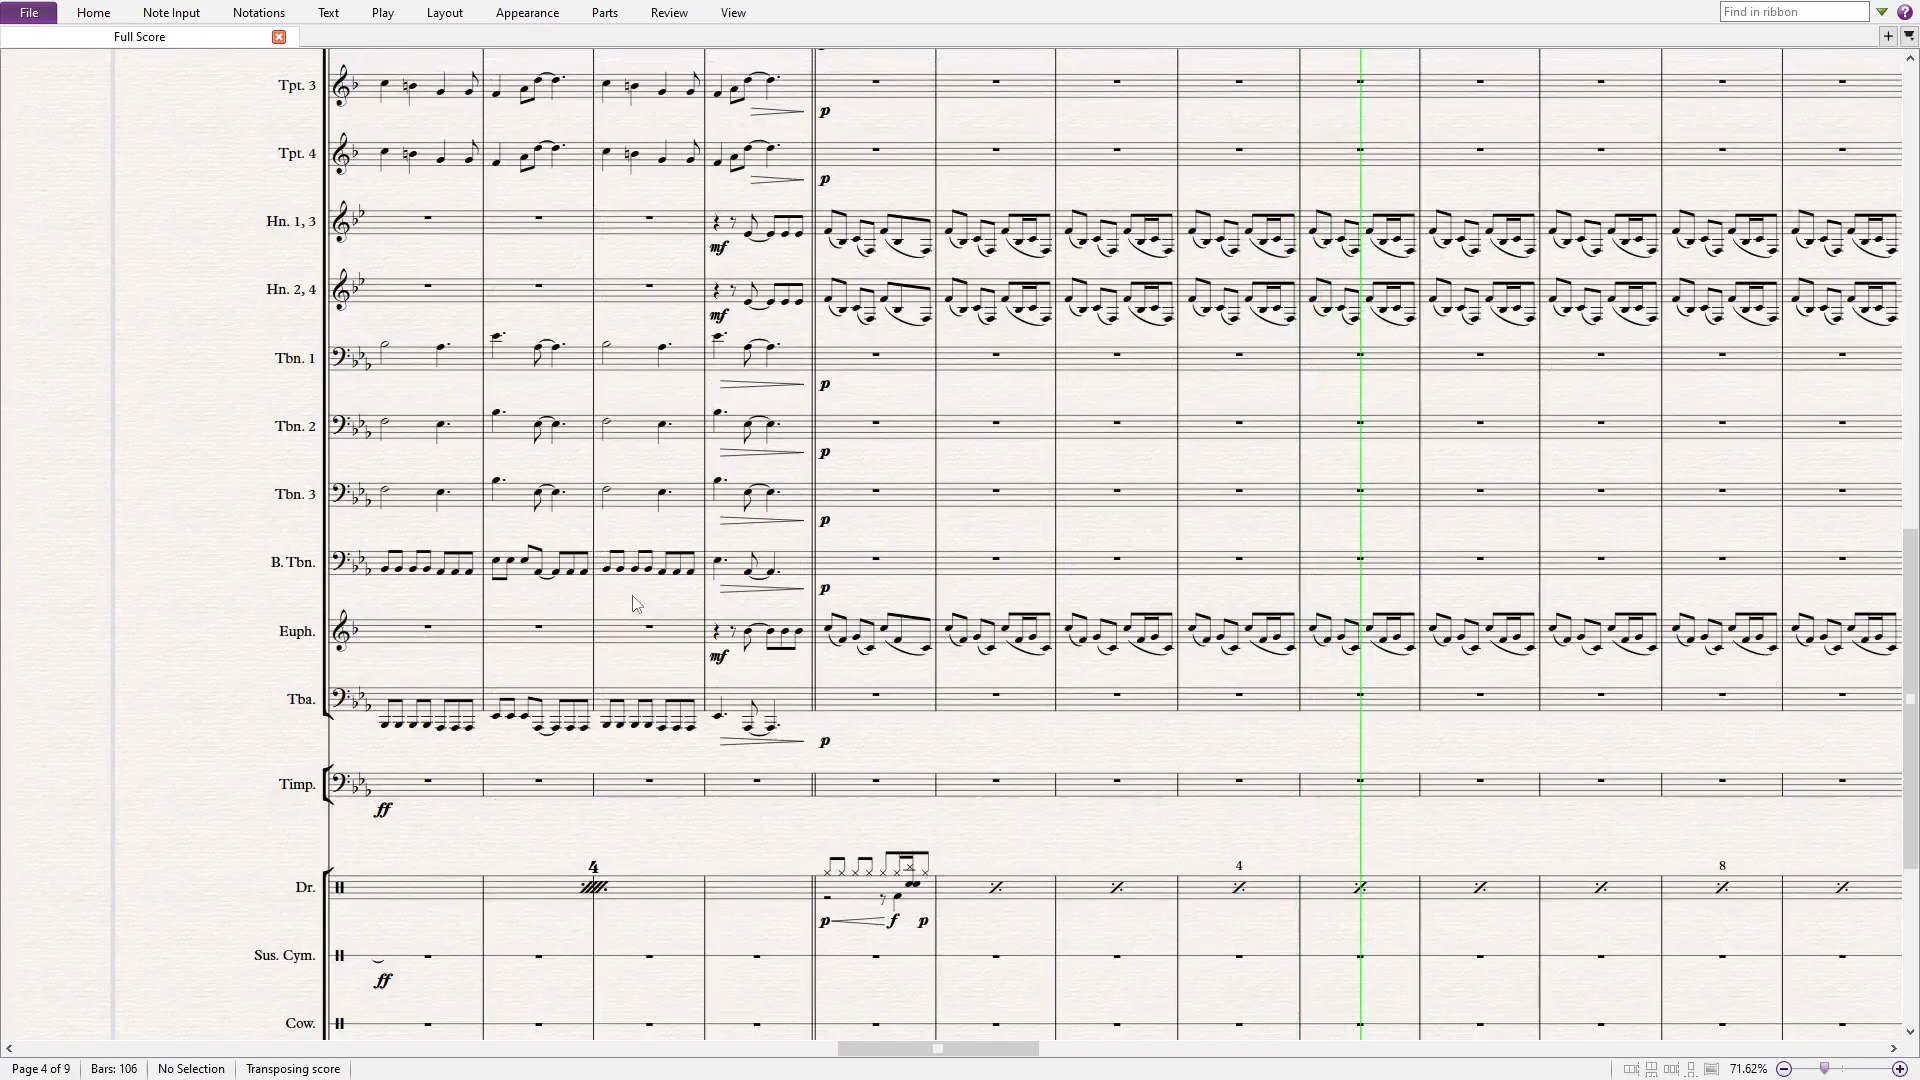 File Home Note Input Notations Text Play Layout Appearance Parts Review View Find in ribbon
Full Score
Tpt. 3
p
Tpt. 4
p
Hn. 1, 3
mf
Hn. 2, 4
mf
Tbn. 1
p
Tbn. 2
p
Tbn. 3
p
B. Tbn.
p
Euph.
mf
Tba.
p
Timp.
ff
4 4 8
Dr.
p f p
Sus. Cym.
ff
Cow.
Page 4 of 9 Bars: 106 No Selection Transposing score 71.62%